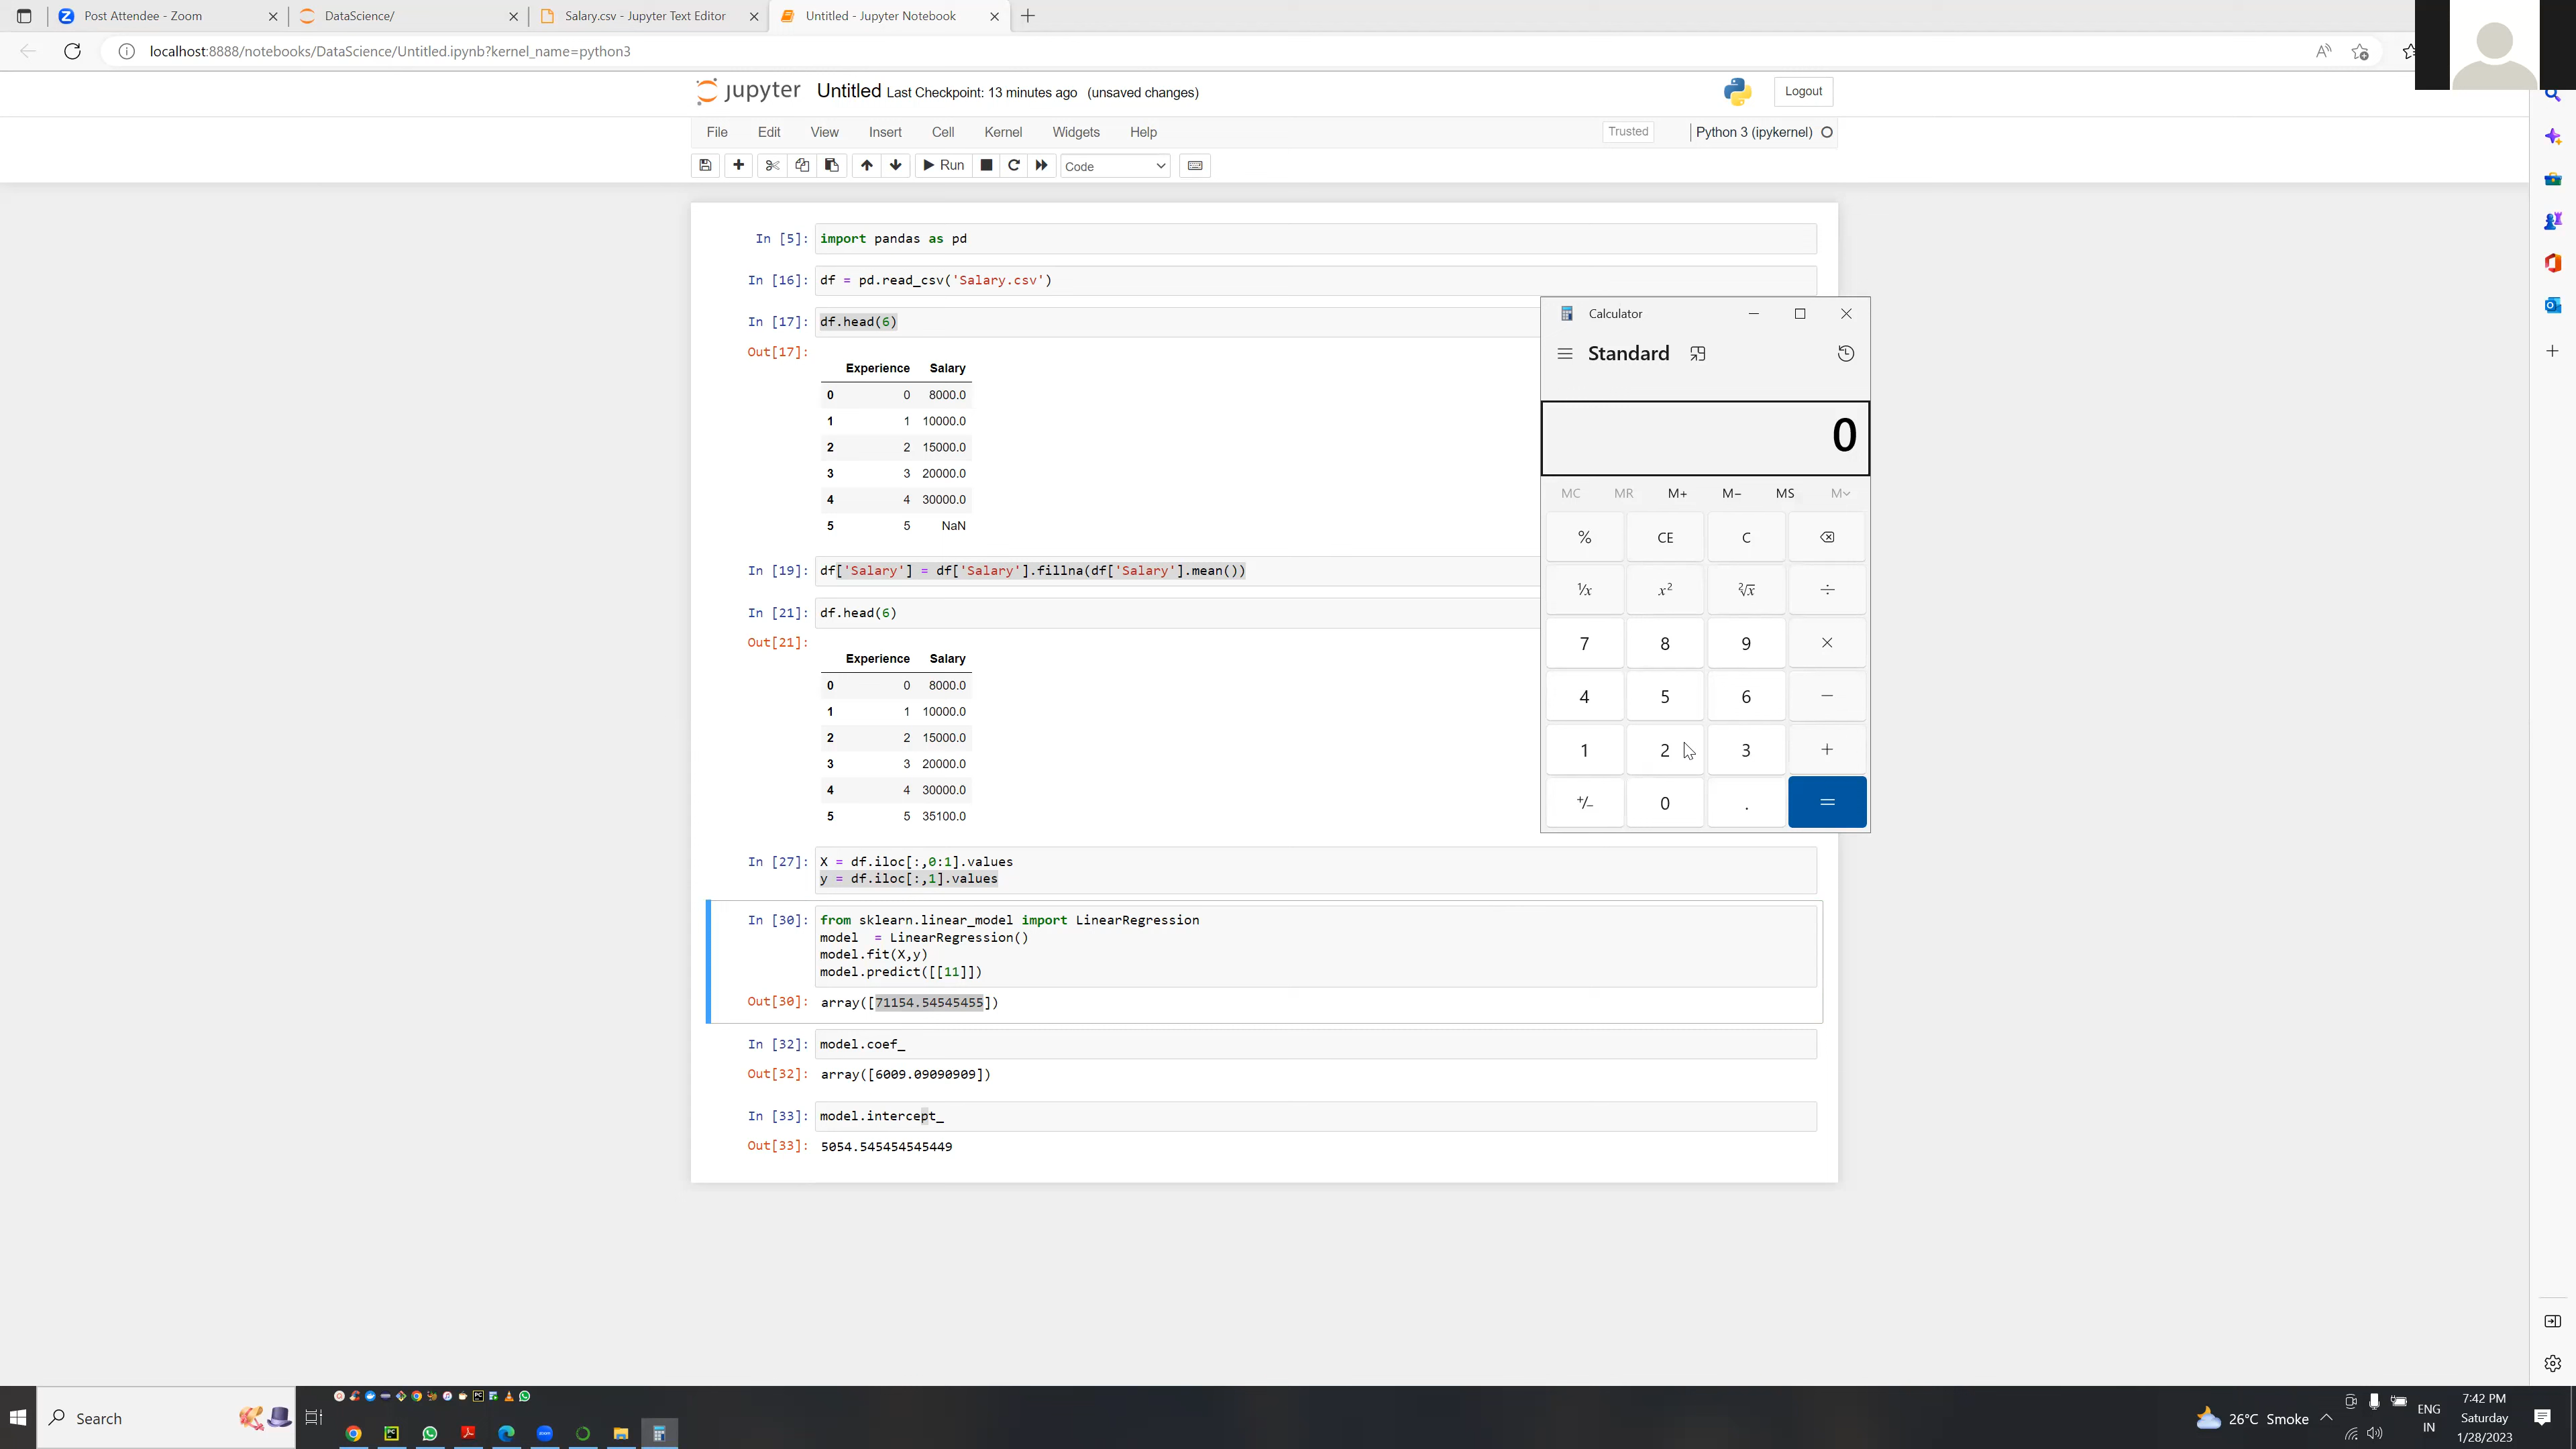 Post Attendee - Zoom
DataScience/
Salary.csv - Jupyter Text Editor
Untitled - Jupyter Notebook
localhost:8888/notebooks/DataScience/Untitled.ipynb?kernel_name=python3
jupyter Untitled Last Checkpoint: 13 minutes ago (unsaved changes)
Logout
File Edit View Insert Cell Kernel Widgets Help
Trusted
Python 3 (ipykernel)
Run
Code
In [5]: import pandas as pd
In [16]: df = pd.read_csv('Salary.csv')
In [17]: df.head(6)
Out[17]:
Experience Salary
0 0 8000.0
1 1 10000.0
2 2 15000.0
3 3 20000.0
4 4 30000.0
5 5 NaN
In [19]: df['Salary'] = df['Salary'].fillna(df['Salary'].mean())
In [21]: df.head(6)
Out[21]:
Experience Salary
0 0 8000.0
1 1 10000.0
2 2 15000.0
3 3 20000.0
4 4 30000.0
5 5 35100.0
In [27]: X = df.iloc[:,0:1].values
y = df.iloc[:,1].values
In [30]: from sklearn.linear_model import LinearRegression
model  = LinearRegression()
model.fit(X,y)
model.predict([[11]])
Out[30]: array([71154.54545455])
In [32]: model.coef_
Out[32]: array([6009.09090909])
In [33]: model.intercept_
Out[33]: 5054.545454545449
Calculator
Standard
0
MC MR M+ M− MS M
% CE C
1/x x² ²√x ÷
7 8 9 ×
4 5 6 −
1 2 3 +
+/− 0 . =
Search
26°C Smoke
ENG
IN
7:42 PM
Saturday
1/28/2023